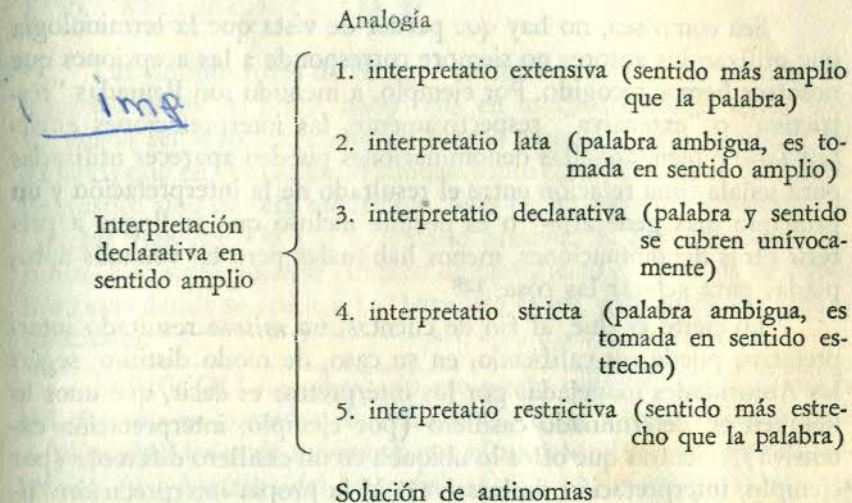 Analogía
1. interpretatio extensiva (sentido más amplio
que la palabra)
imp
2. interpretatio lata (palabra ambigua, es to-
mada en sentido amplio)
3. interpretatio declarativa (palabra y sentido
se cubren unívoca-
mente)
Interpretación
declarativa en
sentido amplio
4. interpretatio stricta (palabra ambigua, es
tomada en sentido es-
trecho)
5. interpretatio restrictiva (sentido más estre-
cho que la palabra)
Solución de antinomias